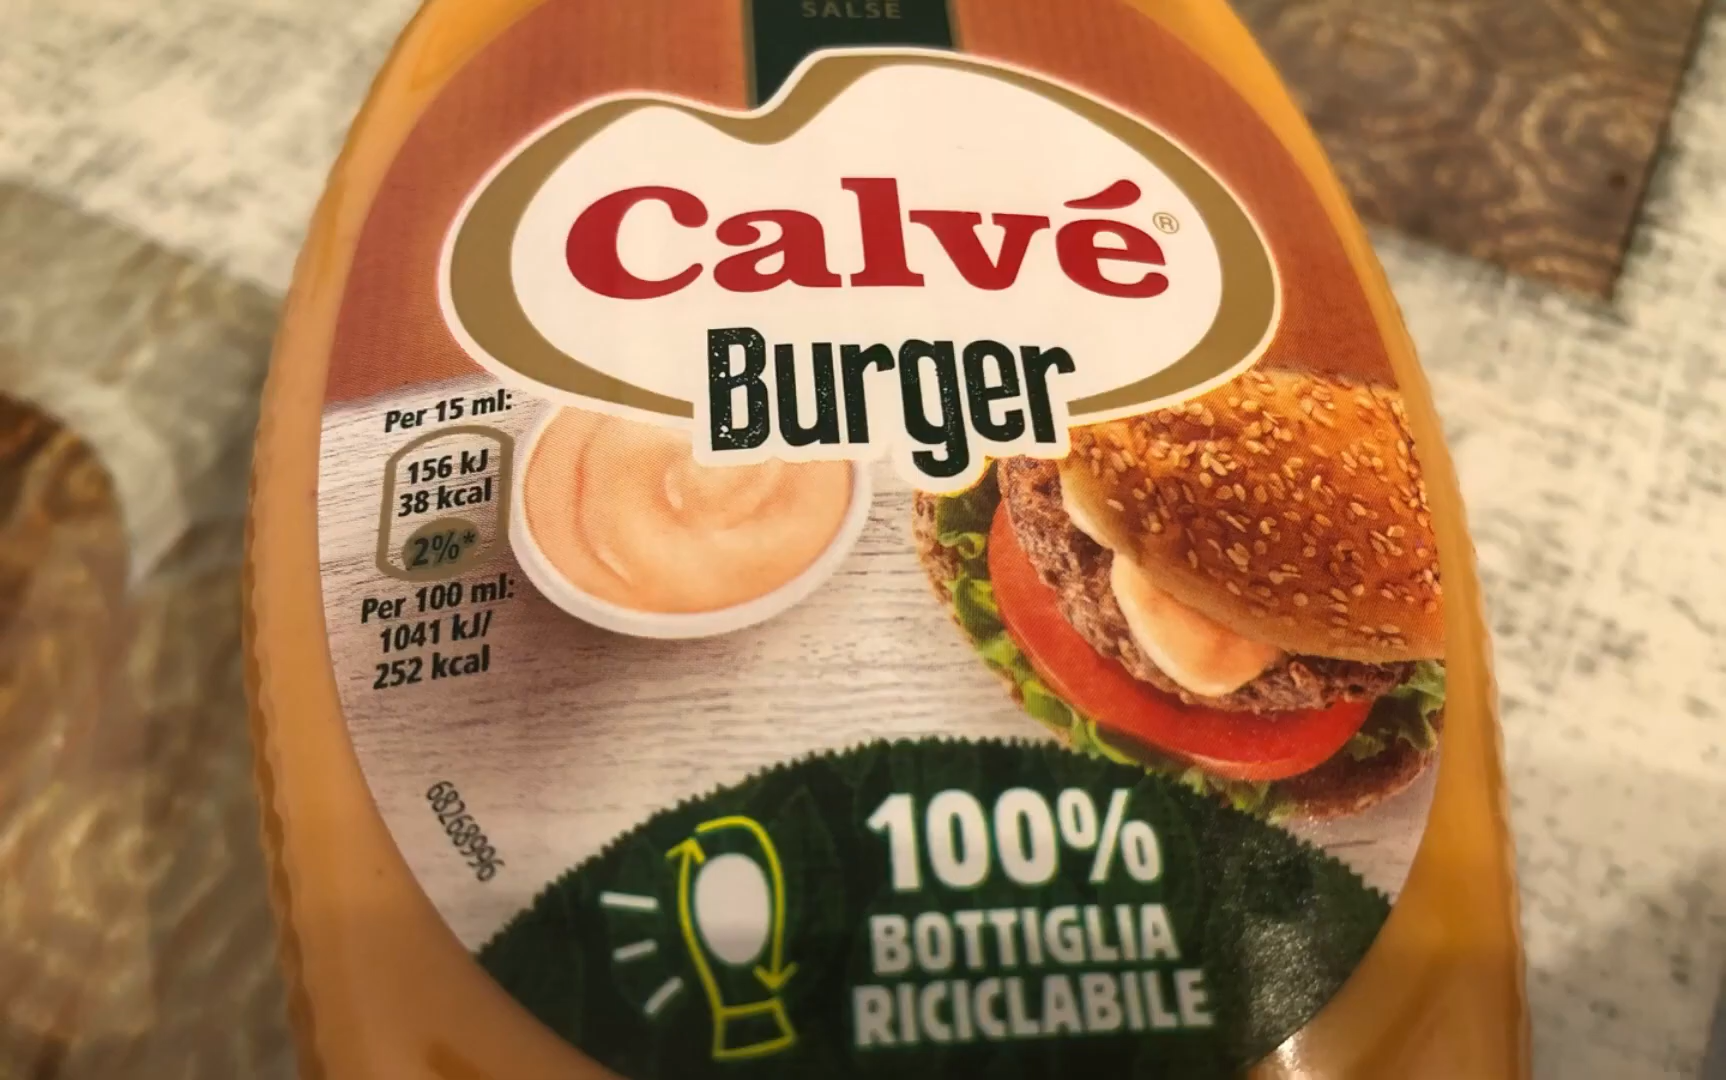 SALSE
Calvé®
Burger
Per 15 ml:
156 kJ
38 kcal
2%*
Per 100 ml:
1041 kJ/
252 kcal
68268996
100%
BOTTIGLIA
RICICLABILE